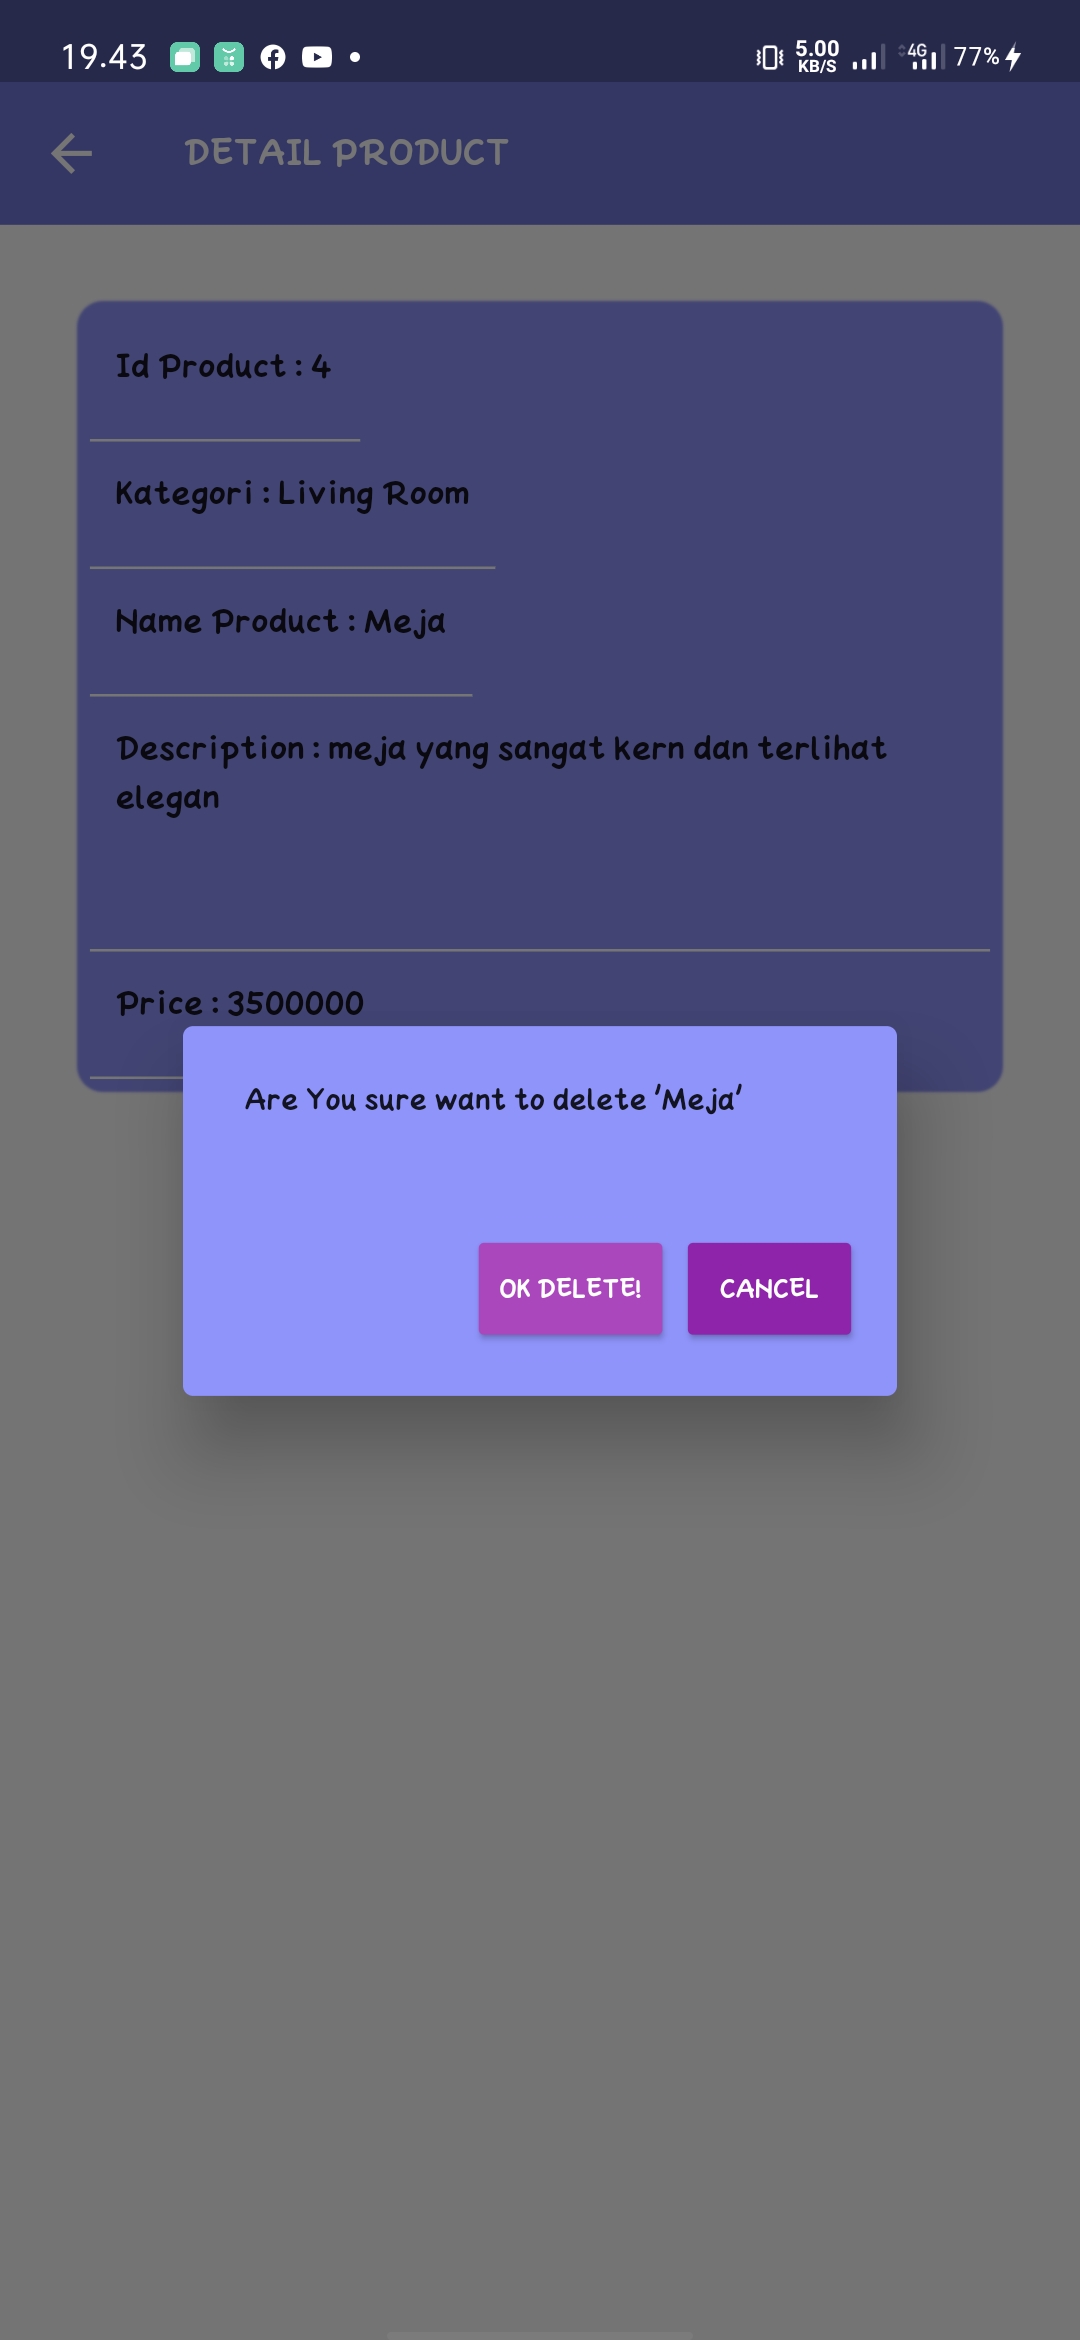 19.43
5.00
KB/S
4G
77%
DETAIL PRODUCT
Id Product : 4
Kategori : Living Room
Name Product : Meja
Description : meja yang sangat kern dan terlihat
elegan
Price : 3500000
Are You sure want to delete 'Meja'
OK DELETE!
CANCEL